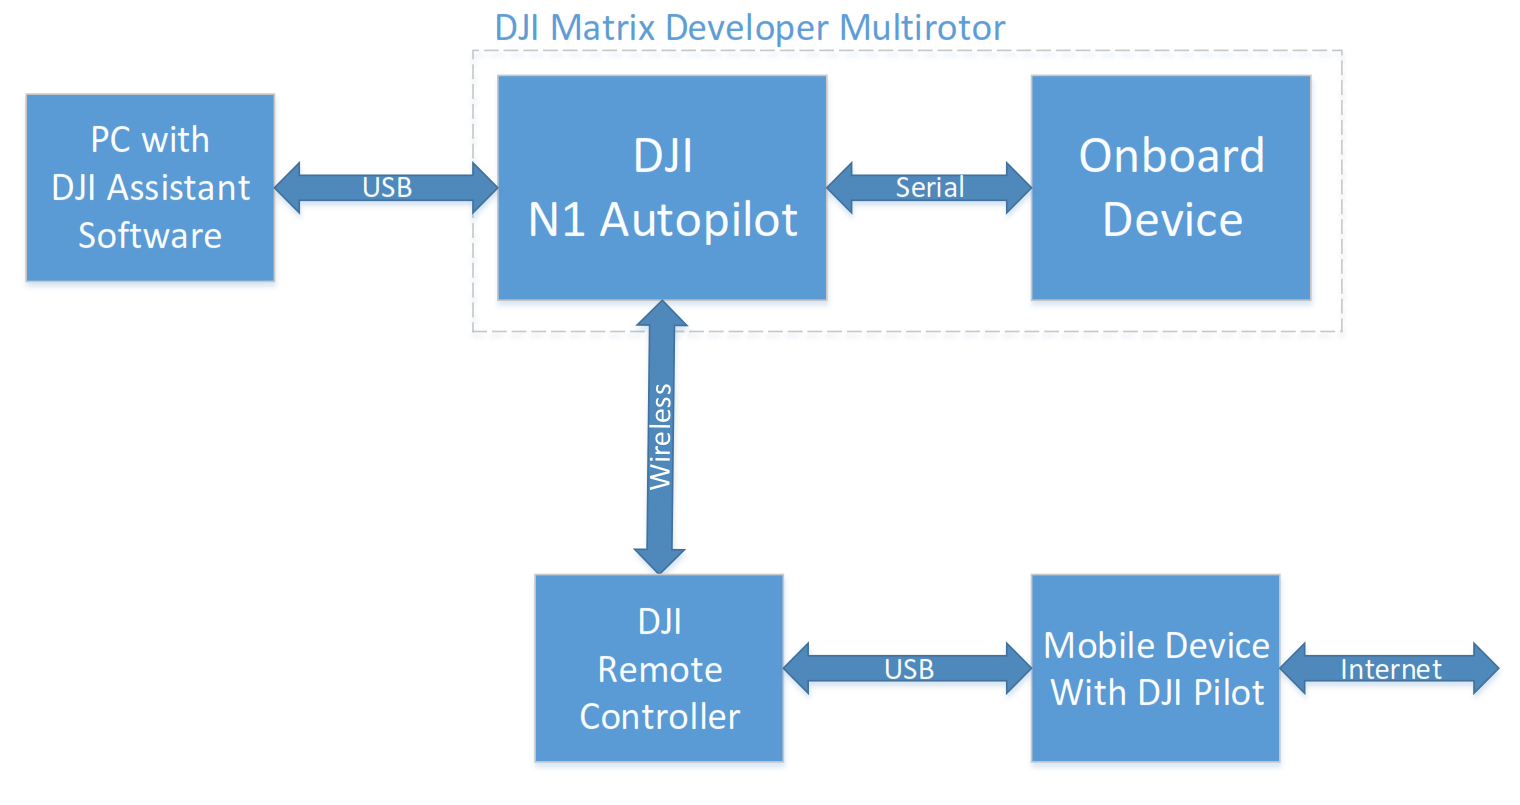 DJI Matrix Developer Multirotor
PC with
DJI Assistant
Software
USB
DJI
N1 Autopilot
Serial
Onboard
Device
Wireless
DJI
Remote
Controller
USB
Mobile Device
With DJI Pilot
Internet